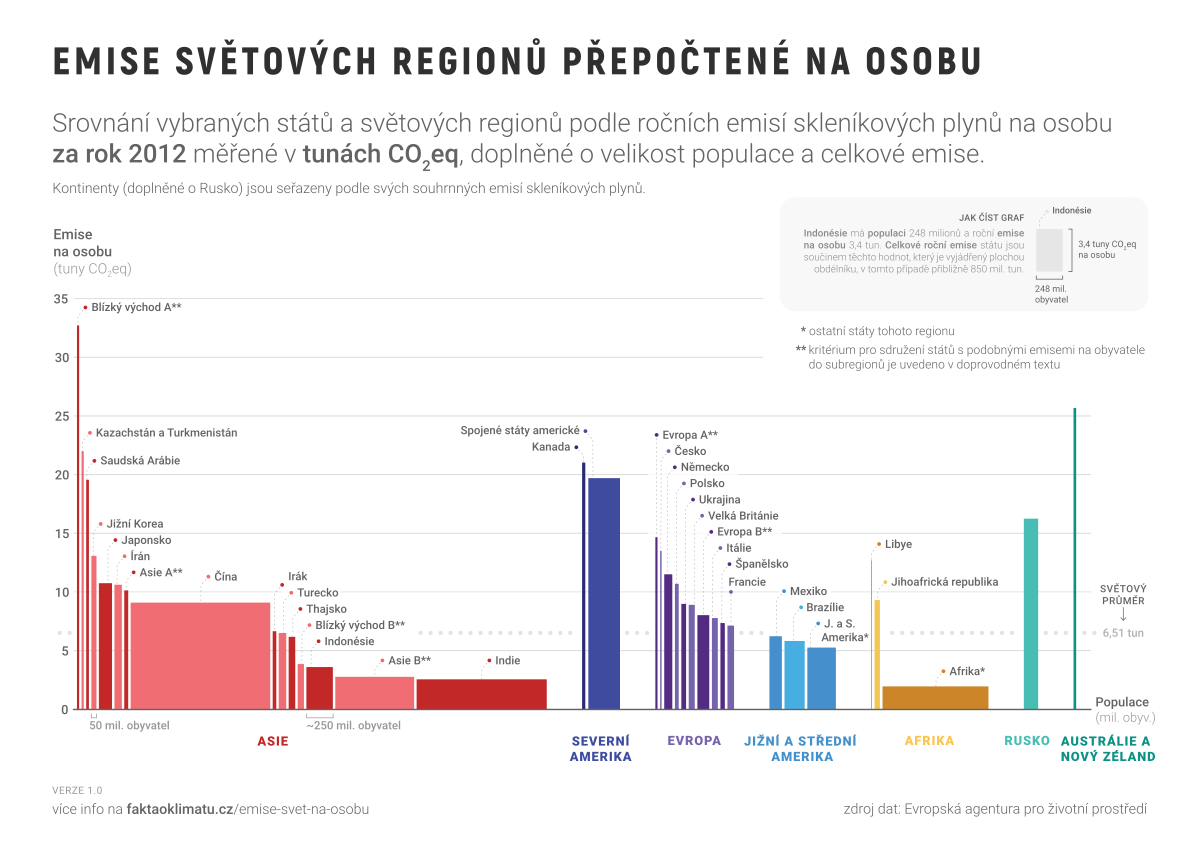 EMISE SVĚTOVÝCH REGIONŮ PŘEPOČTENÉ NA OSOBU
Srovnání vybraných států a světových regionů podle ročních emisí skleníkových plynů na osobu
za rok 2012 měřené v tunách CO₂eq, doplněné o velikost populace a celkové emise.
Kontinenty (doplněné o Rusko) jsou seřazeny podle svých souhrnných emisí skleníkových plynů.
JAK ČÍST GRAF
Indonésie má populaci 248 milionů a roční emise
na osobu 3,4 tun. Celkové roční emise státu jsou
součinem těchto hodnot, který je vyjádřený plochou
obdélníku, v tomto případě přibližně 850 mil. tun.
Indonésie
3,4 tuny CO₂eq
na osobu
248 mil.
obyvatel
* ostatní státy tohoto regionu
** kritérium pro sdružení států s podobnými emisemi na obyvatele
do subregionů je uvedeno v doprovodném textu
Emise
na osobu
(tuny CO₂eq)
35
30
25
20
15
10
5
0
Blízký východ A**
Kazachstán a Turkmenistán
Saudská Arábie
Jižní Korea
Japonsko
Írán
Asie A**
Čína
Irák
Turecko
Thajsko
Blízký východ B**
Indonésie
Asie B**
Indie
Spojené státy americké
Kanada
Evropa A**
Česko
Německo
Polsko
Ukrajina
Velká Británie
Evropa B**
Itálie
Španělsko
Francie
Mexiko
Brazílie
J. a S.
Amerika*
Libye
Jihoafrická republika
Afrika*
SVĚTOVÝ
PRŮMĚR
6,51 tun
Populace
(mil. obyv.)
50 mil. obyvatel
~250 mil. obyvatel
ASIE
SEVERNÍ
AMERIKA
EVROPA
JIŽNÍ A STŘEDNÍ
AMERIKA
AFRIKA
RUSKO
AUSTRÁLIE A
NOVÝ ZÉLAND
VERZE 1.0
více info na faktaoklimatu.cz/emise-svet-na-osobu
zdroj dat: Evropská agentura pro životní prostředí